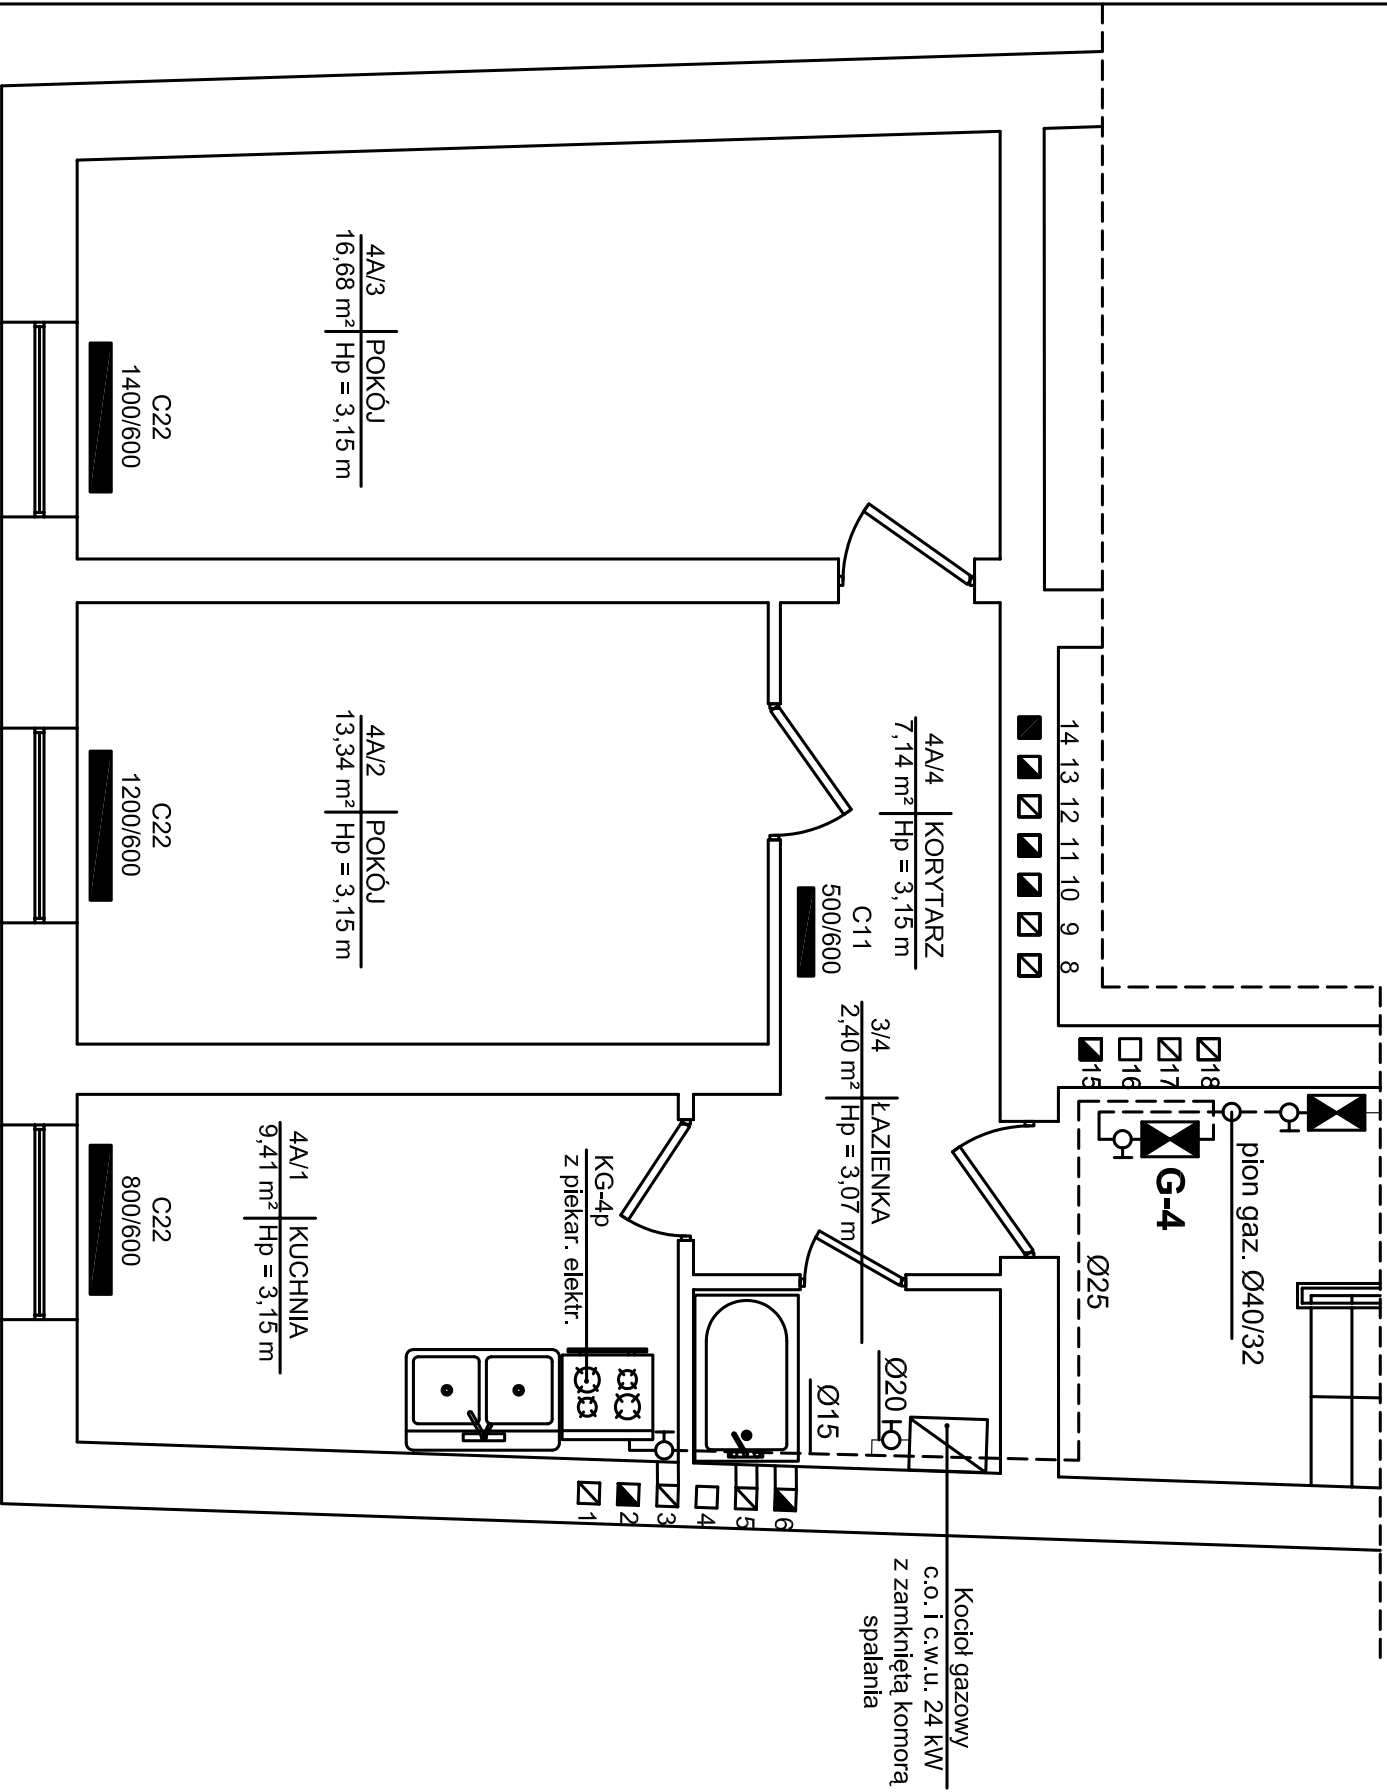 4A/3 POKÓJ
16,68 m² Hp = 3,15 m
C22
1400/600
4A/2 POKÓJ
13,34 m² Hp = 3,15 m
C22
1200/600
4A/4 KORYTARZ
7,14 m² Hp = 3,15 m
C11
500/600
14 13 12 11 10 9 8
15
16
17
18
3/4 ŁAZIENKA
2,40 m² Hp = 3,07 m
4A/1 KUCHNIA
9,41 m² Hp = 3,15 m
C22
800/600
KG-4p
z piekar. elektr.
pion gaz. Ø40/32
G-4
Ø25
Ø20
Ø15
1
2
3
4
5
6
Kocioł gazowy
c.o. i c.w.u. 24 kW
z zamkniętą komorą
spalania